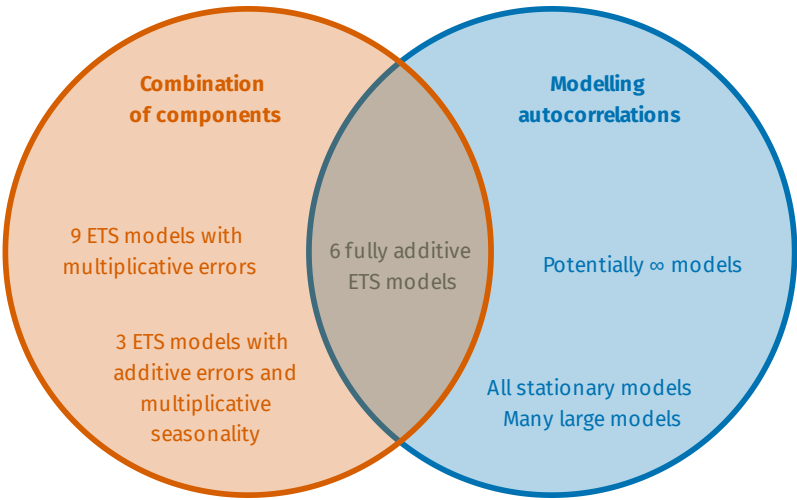 Combination
of components
9 ETS models with
multiplicative errors
3 ETS models with
additive errors and
multiplicative
seasonality
6 fully additive
ETS models
Modelling
autocorrelations
Potentially ∞ models
All stationary models
Many large models